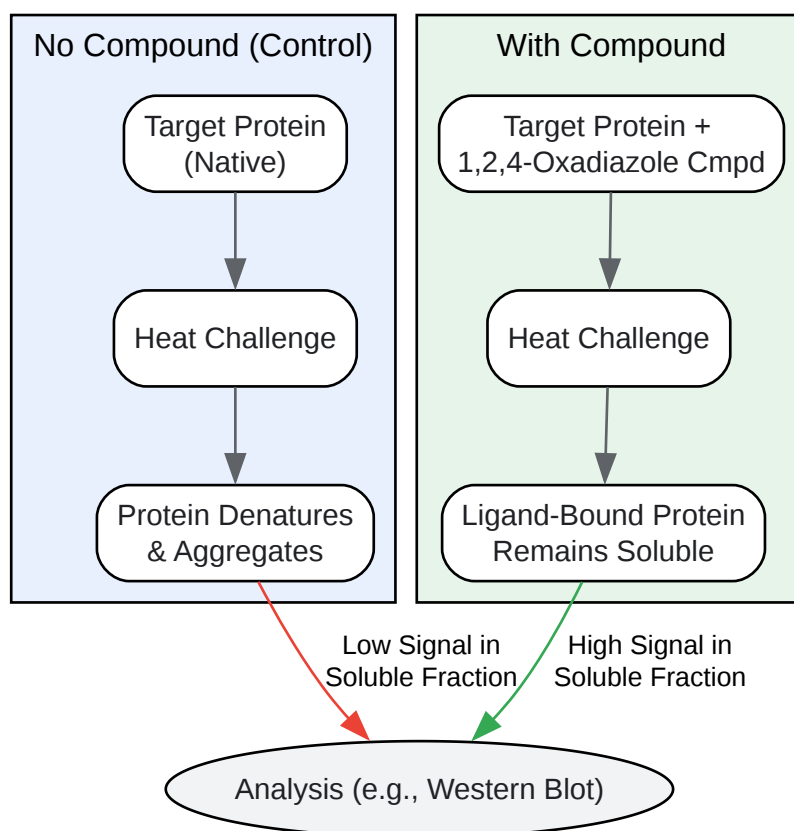 No Compound (Control)
Target Protein
(Native)
Heat Challenge
Protein Denatures
& Aggregates
With Compound
Target Protein +
1,2,4-Oxadiazole Cmpd
Heat Challenge
Ligand-Bound Protein
Remains Soluble
Low Signal in
Soluble Fraction
High Signal in
Soluble Fraction
Analysis (e.g., Western Blot)